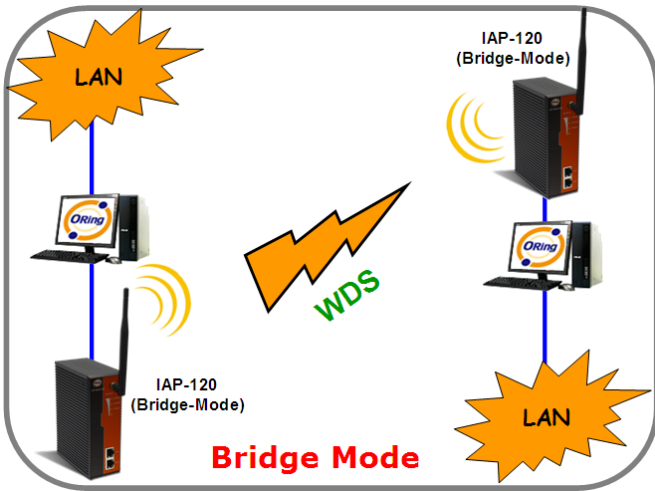 LAN
IAP-120
(Bridge-Mode)
ORing
ORing
WDS
IAP-120
(Bridge-Mode)
LAN
Bridge Mode